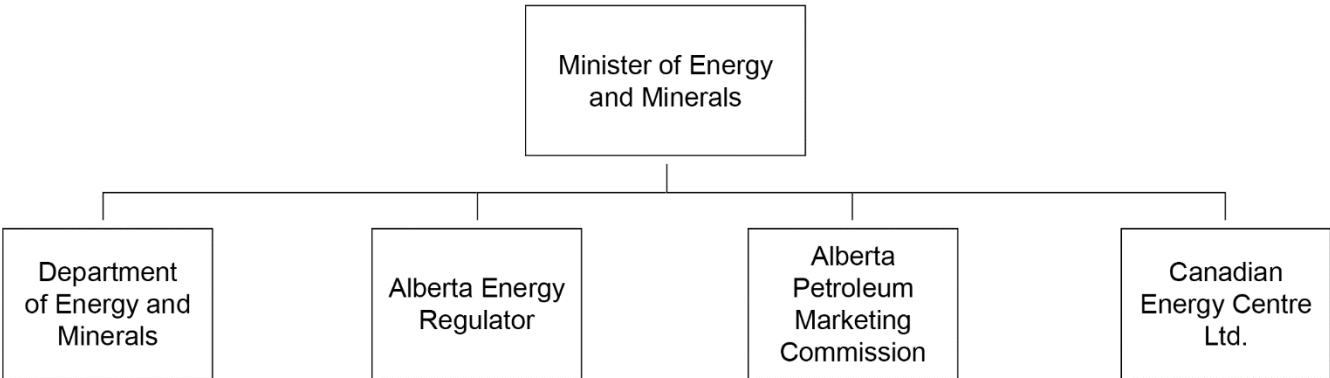 Minister of Energy
and Minerals
Department
of Energy and
Minerals
Alberta Energy
Regulator
Alberta
Petroleum
Marketing
Commission
Canadian
Energy Centre
Ltd.